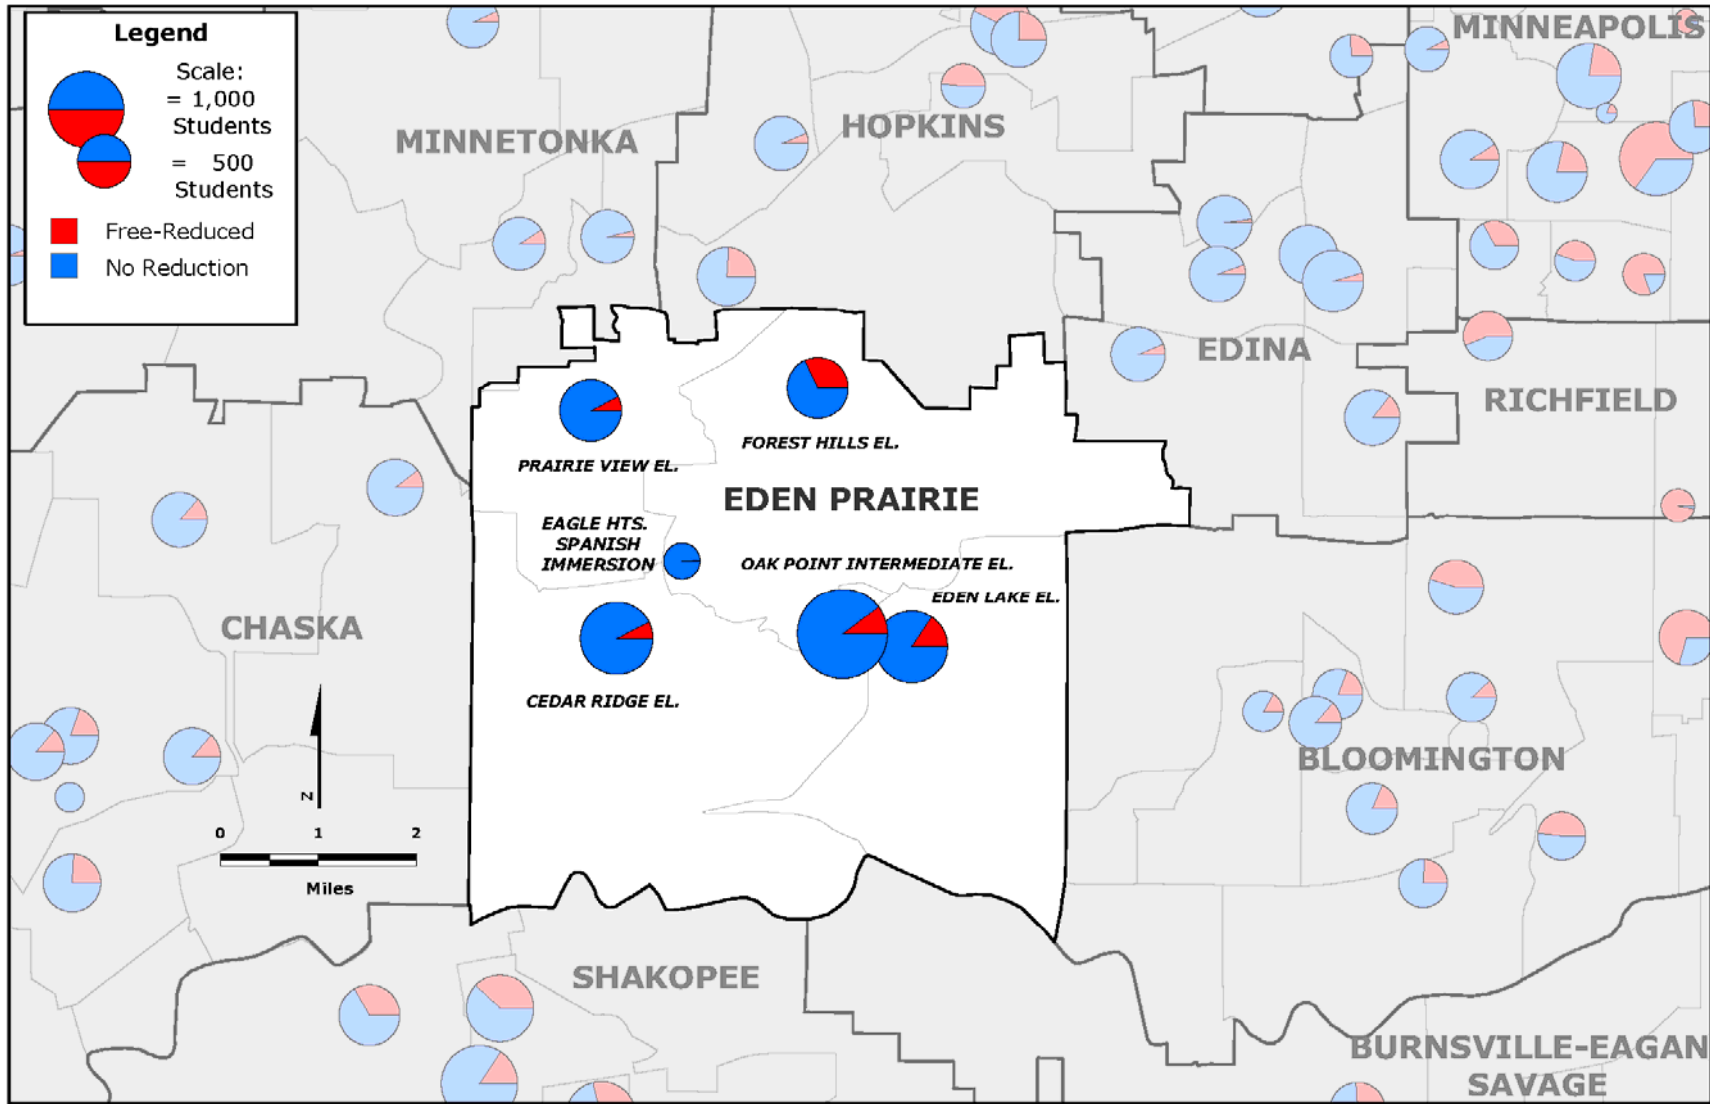 Legend
Scale:
= 1,000
Students
= 500
Students
Free-Reduced
No Reduction
MINNEAPOLIS
MINNETONKA
HOPKINS
EDINA
RICHFIELD
FOREST HILLS EL.
PRAIRIE VIEW EL.
EDEN PRAIRIE
EAGLE HTS.
SPANISH
IMMERSION
OAK POINT INTERMEDIATE EL.
EDEN LAKE EL.
CHASKA
CEDAR RIDGE EL.
BLOOMINGTON
N
0 1 2
Miles
SHAKOPEE
BURNSVILLE-EAGAN
SAVAGE